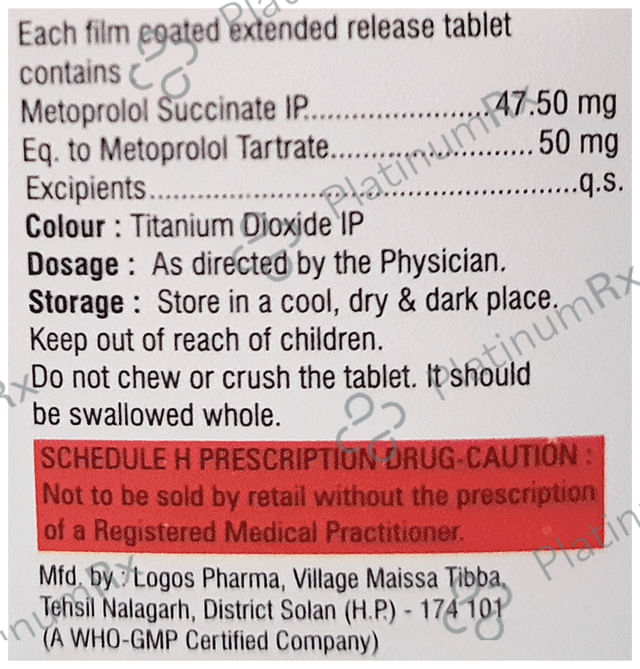 Each film coated extended release tablet
contains
Metoprolol Succinate IP......................47.50 mg
Eq. to Metoprolol Tartrate........................50 mg
Excipients.................................................q.s.
Colour : Titanium Dioxide IP
Dosage : As directed by the Physician.
Storage : Store in a cool, dry & dark place.
Keep out of reach of children.
Do not chew or crush the tablet. It should
be swallowed whole.
SCHEDULE H PRESCRIPTION DRUG-CAUTION :
Not to be sold by retail without the prescription
of a Registered Medical Practitioner.
Mfd. by : Logos Pharma, Village Maissa Tibba,
Tehsil Nalagarh, District Solan (H.P.) - 174 101
(A WHO-GMP Certified Company)
PlatinumRx
PlatinumRx
PlatinumRx